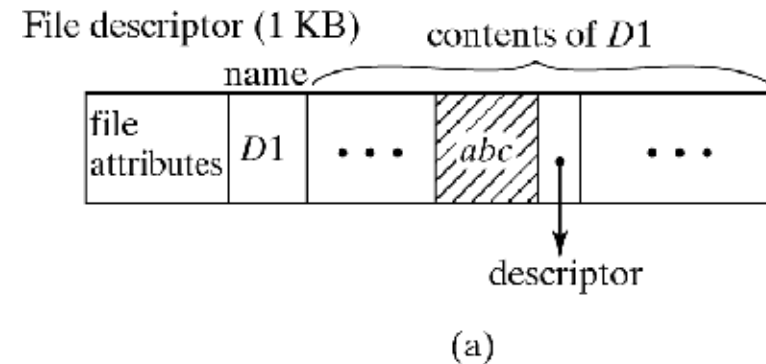 File descriptor (1 KB)
contents of D1
name
file
attributes
D1
• • •
abc
• • •
descriptor
(a)